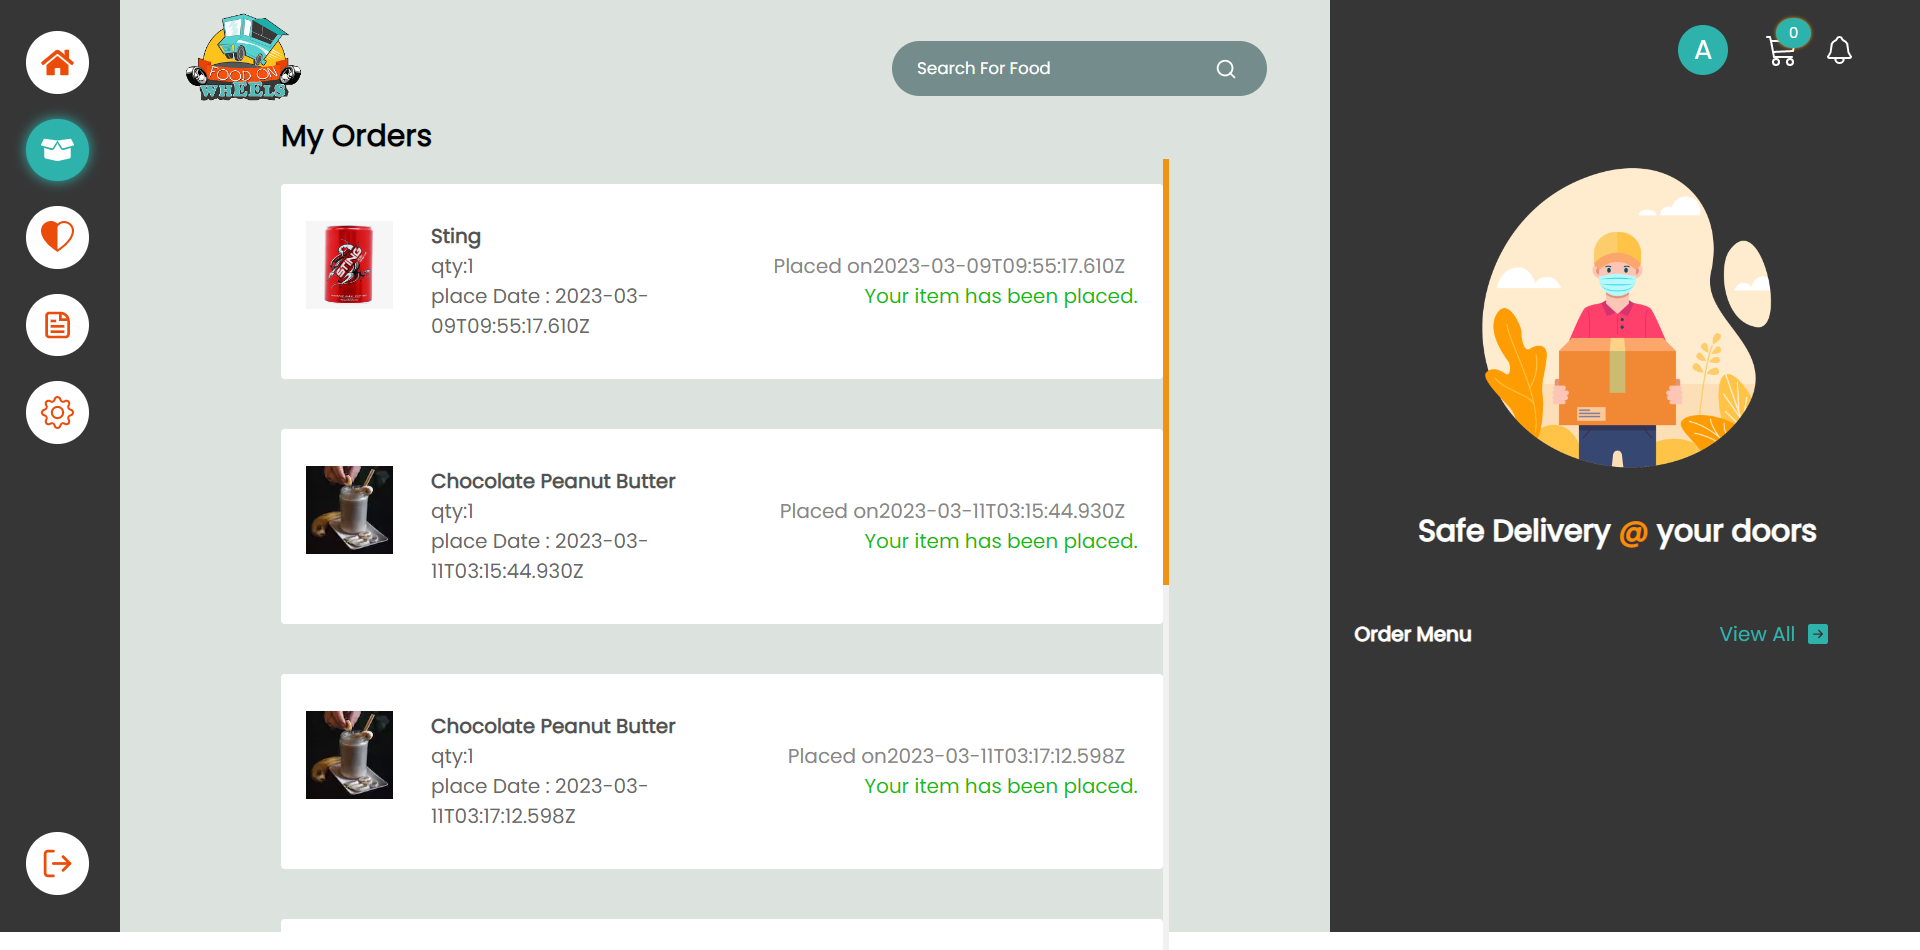 FOOD ON
WHEELS
Search For Food
A
0
My Orders
Sting
qty:1
place Date : 2023-03-
09T09:55:17.610Z
Placed on2023-03-09T09:55:17.610Z
Your item has been placed.
STING
Chocolate Peanut Butter
qty:1
place Date : 2023-03-
11T03:15:44.930Z
Placed on2023-03-11T03:15:44.930Z
Your item has been placed.
Chocolate Peanut Butter
qty:1
place Date : 2023-03-
11T03:17:12.598Z
Placed on2023-03-11T03:17:12.598Z
Your item has been placed.
Safe Delivery @ your doors
Order Menu
View All